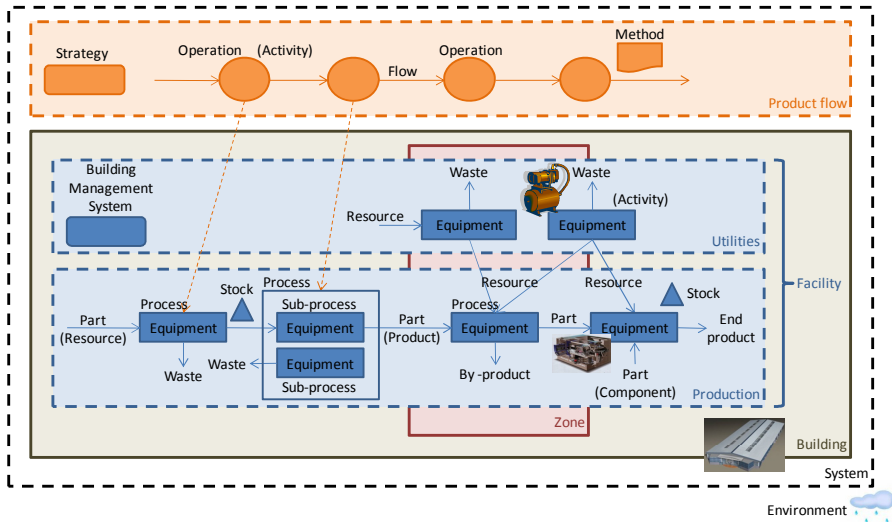 Strategy
Operation
(Activity)
Flow
Operation
Method
Product flow
Building
Management
System
Resource
Waste
Equipment
Waste
Equipment
(Activity)
Utilities
Facility
Part
(Resource)
Process
Equipment
Waste
Stock
Process
Sub-process
Equipment
Waste
Equipment
Sub-process
Part
(Product)
Process
Equipment
By -product
Resource
Resource
Part
Equipment
Stock
End
product
Part
(Component)
Production
Zone
Building
System
Environment